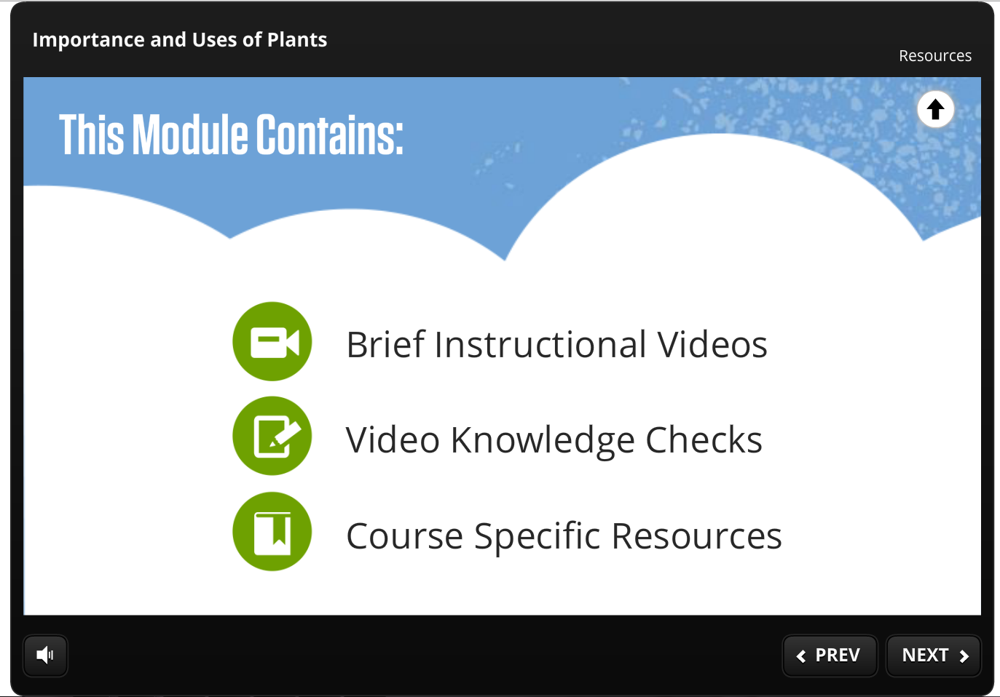 Importance and Uses of Plants
Resources
This Module Contains:
Brief Instructional Videos
Video Knowledge Checks
Course Specific Resources
PREV
NEXT